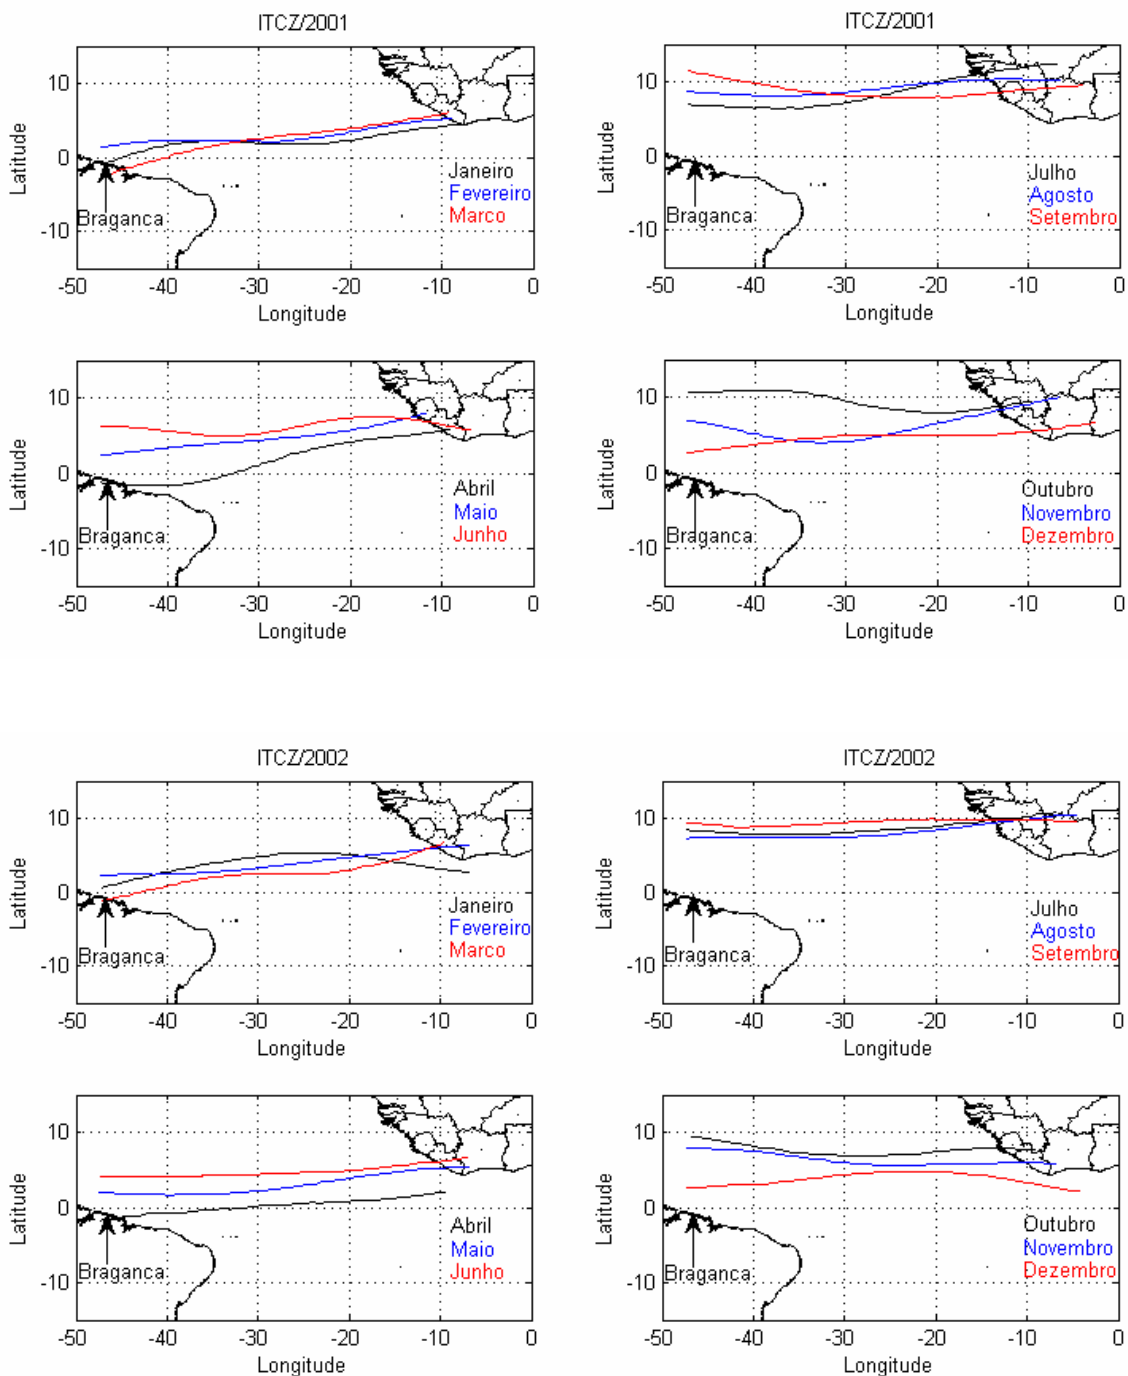 ITCZ/2001
10
0
-10
Latitude
Janeiro
Fevereiro
Marco
Braganca
-50 -40 -30 -20 -10 0
Longitude
ITCZ/2001
10
0
-10
Latitude
Julho
Agosto
Setembro
Braganca
-50 -40 -30 -20 -10 0
Longitude
10
0
-10
Latitude
Abril
Maio
Junho
Braganca
-50 -40 -30 -20 -10 0
Longitude
10
0
-10
Latitude
Outubro
Novembro
Dezembro
Braganca
-50 -40 -30 -20 -10 0
Longitude
ITCZ/2002
10
0
-10
Latitude
Janeiro
Fevereiro
Marco
Braganca
-50 -40 -30 -20 -10 0
Longitude
ITCZ/2002
10
0
-10
Latitude
Julho
Agosto
Setembro
Braganca
-50 -40 -30 -20 -10 0
Longitude
10
0
-10
Latitude
Abril
Maio
Junho
Braganca
-50 -40 -30 -20 -10 0
Longitude
10
0
-10
Latitude
Outubro
Novembro
Dezembro
Braganca
-50 -40 -30 -20 -10 0
Longitude